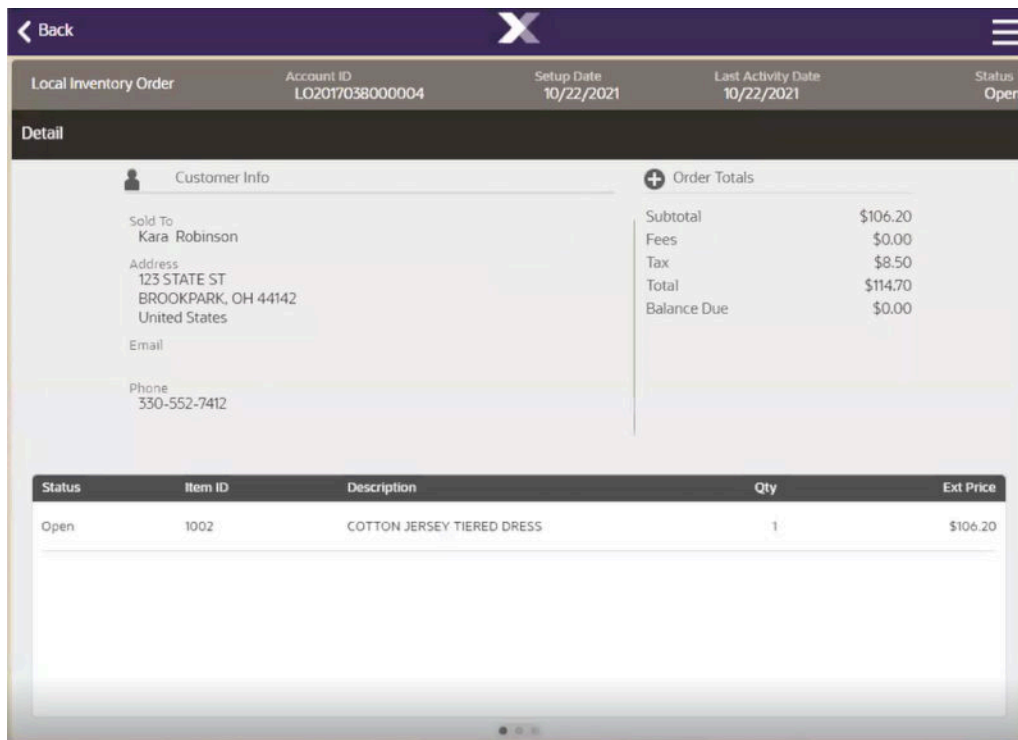 Back
X
Local Inventory Order
Account ID
LO2017038000004
Setup Date
10/22/2021
Last Activity Date
10/22/2021
Status
Open
Detail
Customer Info
Sold To
Kara Robinson
Address
123 STATE ST
BROOKPARK, OH 44142
United States
Email
Phone
330-552-7412
Order Totals
Subtotal $106.20
Fees $0.00
Tax $8.50
Total $114.70
Balance Due $0.00
Status Item ID Description Qty Ext Price
Open 1002 COTTON JERSEY TIERED DRESS 1 $106.20